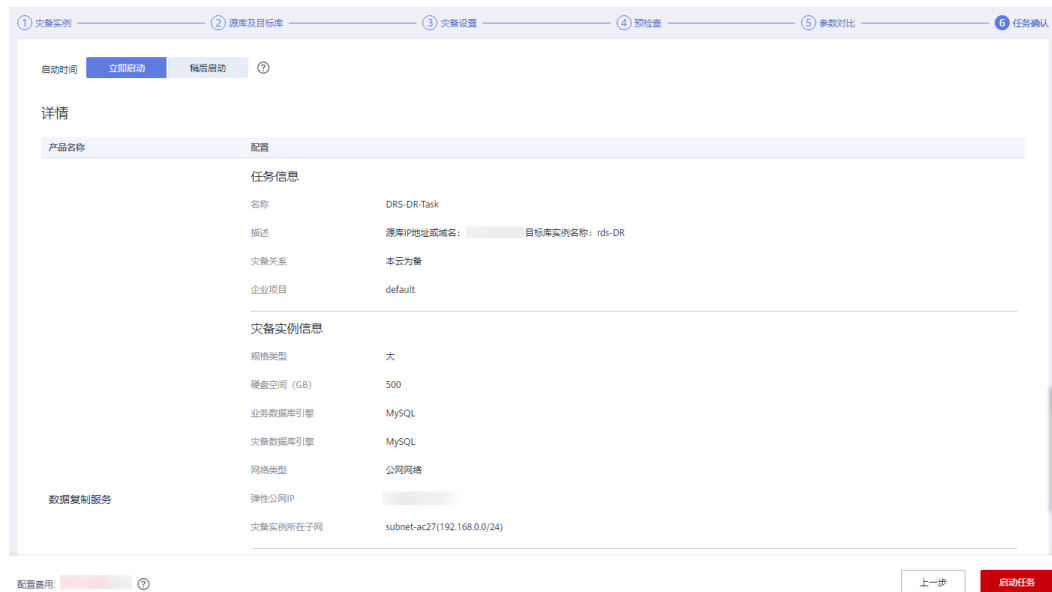 1 灾备实例 2 源库及目标库 3 灾备设置 4 预检查 5 参数对比 6 任务确认
启动时间 立即启动 稍后启动 ?
详情
产品名称 配置
任务信息
名称 DRS-DR-Task
描述 源库IP地址或域名： 目标库实例名称：rds-DR
灾备关系 本云为备
企业项目 default
灾备实例信息
规格类型 大
硬盘空间（GB） 500
业务数据库引擎 MySQL
灾备数据库引擎 MySQL
网络类型 公网网络
数据复制服务 弹性公网IP
灾备实例所在子网 subnet-ac27(192.168.0.0/24)
配置费用: ? 上一步 启动任务